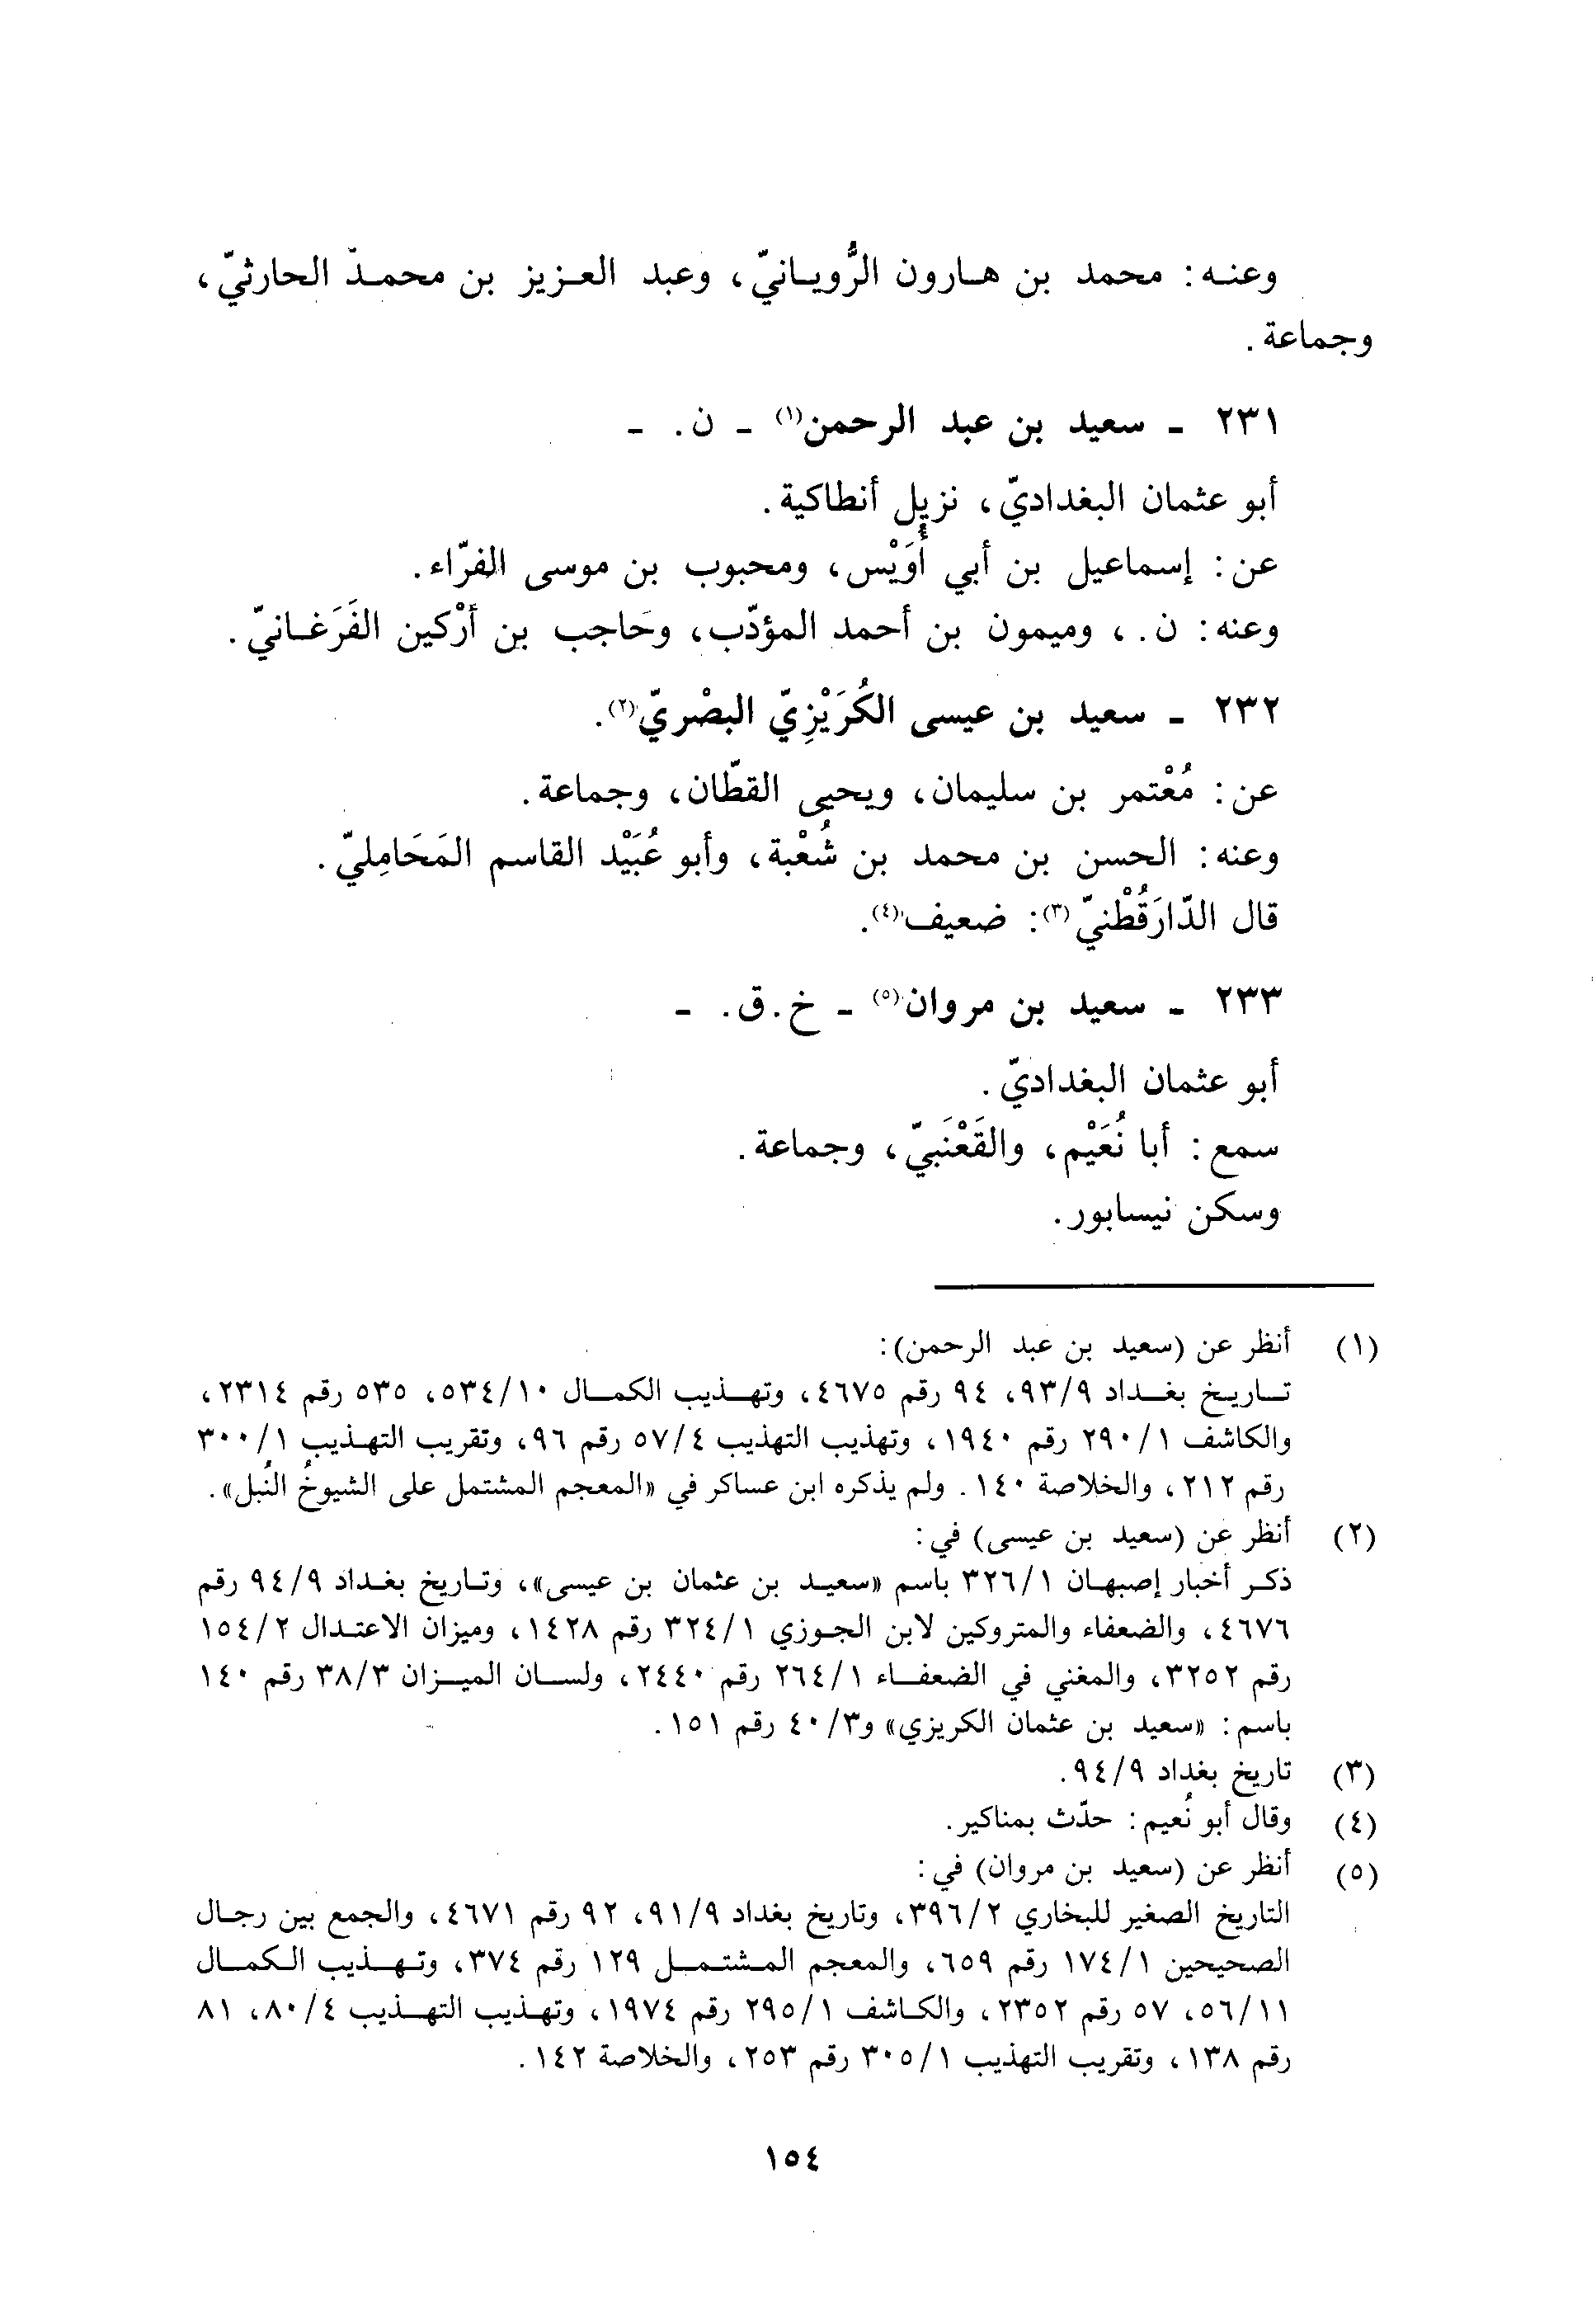 وعنه: محمد بن هارون الرُّويانيّ، وعبد العزيز بن محمدّ الحارثيّ،
وجماعة.
٢٣١ - سعيد بن عبد الرحمن(١) - ن. -
أبو عثمان البغداديّ، نزيل أنطاكية.
عن: إسماعيل بن أبي أُوَيْس، ومحبوب بن موسى الفرّاء.
وعنه: ن.، وميمون بن أحمد المؤدّب، وحَاجب بن أرْكين الفَرَغانيّ.
٢٣٢ - سعيد بن عيسى الكُرَيْزِيّ البصْريّ(٢).
عن: مُعْتمر بن سليمان، ويحيى القطّان، وجماعة.
وعنه: الحسن بن محمد بن شُعْبة، وأبو عُبَيْد القاسم المَحَامِليّ.
قال الدّارَقُطْنيّ(٣): ضعيف(٤).
٢٣٣ - سعيد بن مروان(٥) - خ.ق. -
أبو عثمان البغداديّ.
سمع: أبا نُعَيْم، والقَعْنَبيّ، وجماعة.
وسكن نيسابور.
(١) أنظر عن (سعيد بن عبد الرحمن):
تاريخ بغداد ٩٣/٩، ٩٤ رقم ٤٦٧٥، وتهذيب الكمال ٥٣٤/١٠، ٥٣٥ رقم ٢٣١٤،
والكاشف ٢٩٠/١ رقم ١٩٤٠، وتهذيب التهذيب ٥٧/٤ رقم ٩٦، وتقريب التهذيب ٣٠٠/١
رقم ٢١٢، والخلاصة ١٤٠. ولم يذكره ابن عساكر في «المعجم المشتمل على الشيوخُ النُبل».
(٢) أنظر عن (سعيد بن عيسى) في:
ذكر أخبار إصبهان ٣٢٦/١ باسم «سعيد بن عثمان بن عيسى»، وتاريخ بغداد ٩٤/٩ رقم
٤٦٧٦، والضعفاء والمتروكين لابن الجوزي ٣٢٤/١ رقم ١٤٢٨، وميزان الاعتدال ١٥٤/٢
رقم ٣٢٥٢، والمغني في الضعفاء ٢٦٤/١ رقم ٢٤٤٠، ولسان الميزان ٣٨/٣ رقم ١٤٠
باسم: «سعيد بن عثمان الكريزي» و٤٠/٣ رقم ١٥١.
(٣) تاريخ بغداد ٩٤/٩.
(٤) وقال أبو نُعيم: حدّث بمناكير.
(٥) أنظر عن (سعيد بن مروان) في:
التاريخ الصغير للبخاري ٣٩٦/٢، وتاريخ بغداد ٩١/٩، ٩٢ رقم ٤٦٧١، والجمع بين رجال
الصحيحين ١٧٤/١ رقم ٦٥٩، والمعجم المشتمل ١٢٩ رقم ٣٧٤، وتهذيب الكمال
٥٦/١١، ٥٧ رقم ٢٣٥٢، والكاشف ٢٩٥/١ رقم ١٩٧٤، وتهذيب التهذيب ٨٠/٤، ٨١
رقم ١٣٨، وتقريب التهذيب ٣٠٥/١ رقم ٢٥٣، والخلاصة ١٤٢.
١٥٤